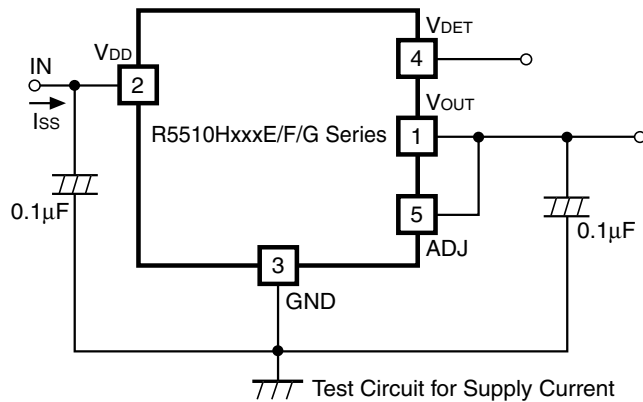 VDET
VDD
IN
4
2
VOUT
ISS
R5510HxxxE/F/G Series
1
0.1μF
5
0.1μF
ADJ
3
GND
Test Circuit for Supply Current